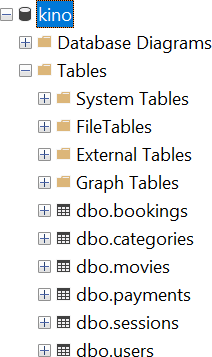 kino
Database Diagrams
Tables
System Tables
FileTables
External Tables
Graph Tables
dbo.bookings
dbo.categories
dbo.movies
dbo.payments
dbo.sessions
dbo.users